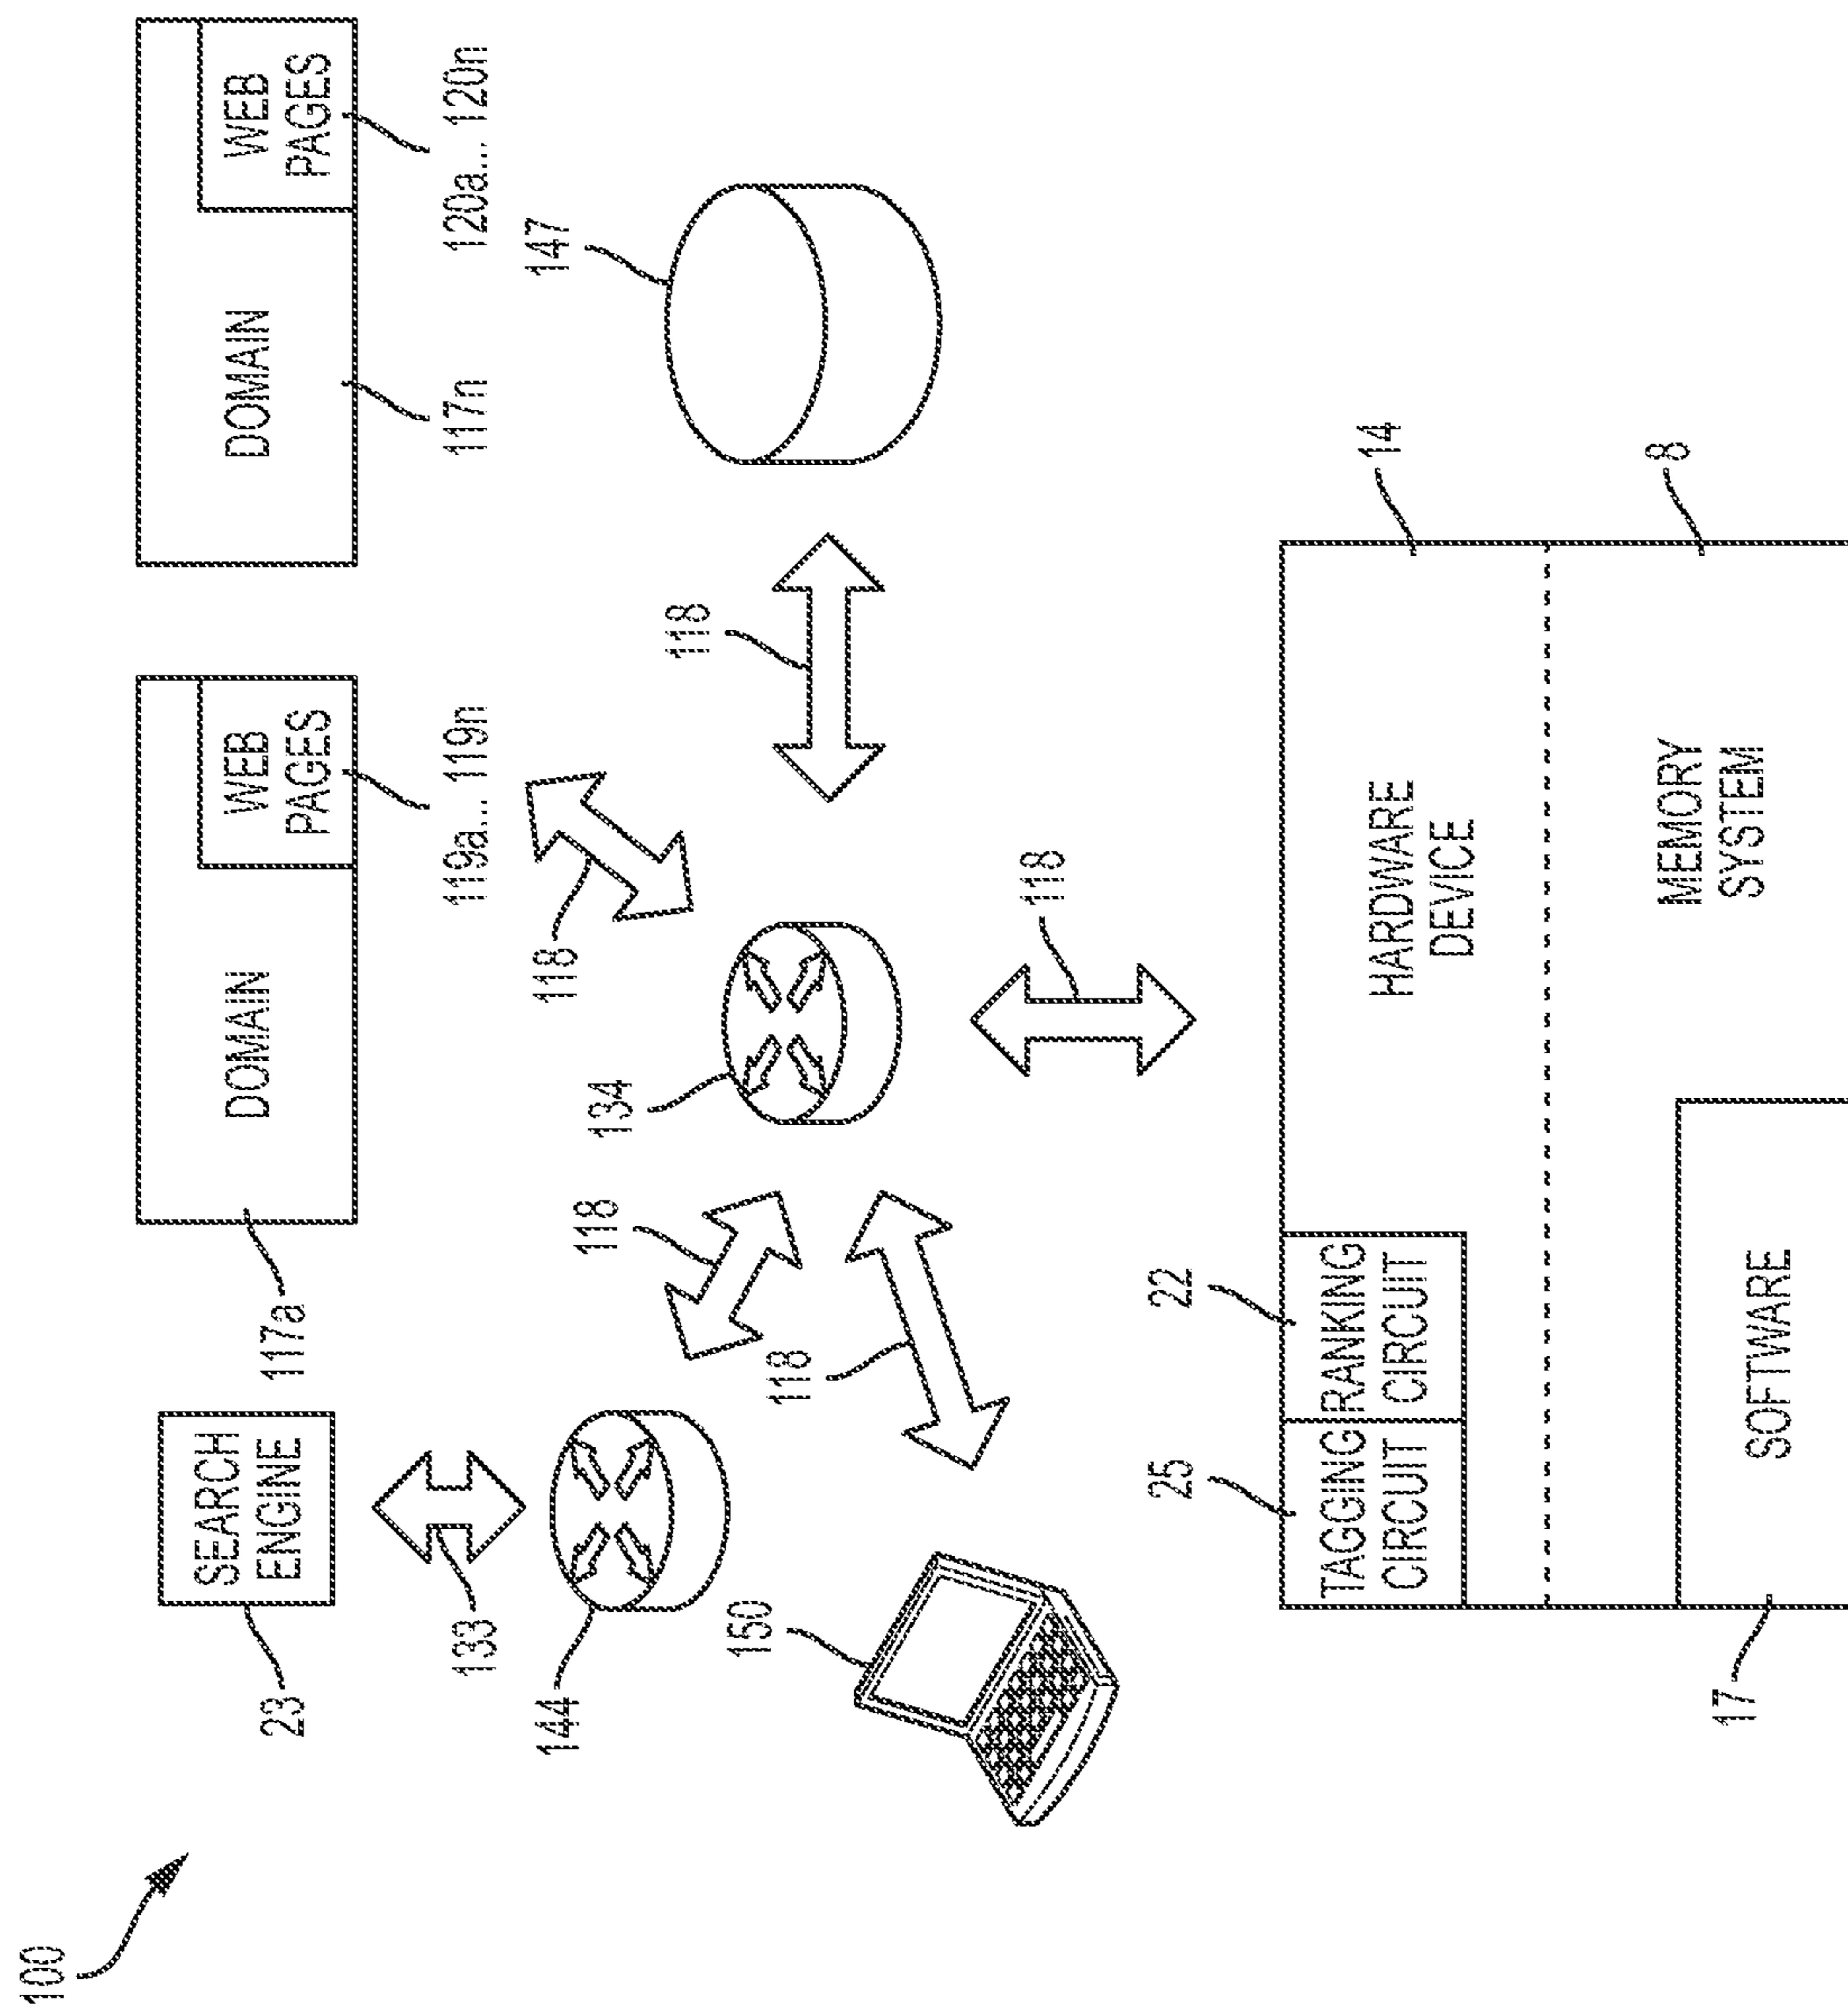 100
SEARCH
ENGINE
23
133
144
150
DOMAIN
117a
WEB
PAGES
119a... 119n
DOMAIN
117n
WEB
PAGES
120a... 120n
147
118
118
118
118
118
134
TAGGING
CIRCUIT
25
RANKING
CIRCUIT
22
HARDWARE
DEVICE
14
MEMORY
SYSTEM
8
SOFTWARE
17